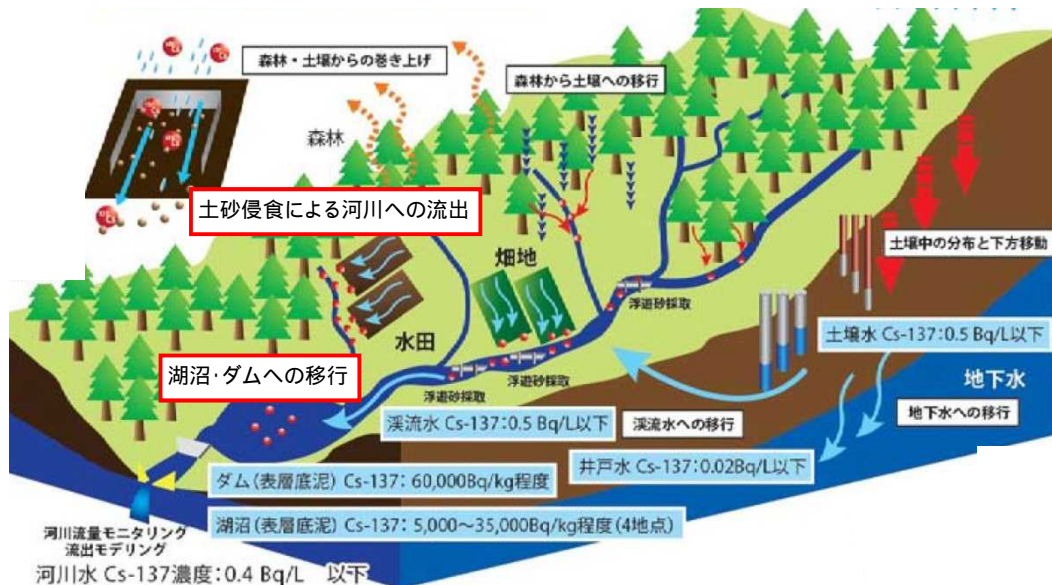 森林・土壌からの巻き上げ
森林から土壌への移行
森林
土砂侵食による河川への流出
畑地
土壌中の分布と下方移動
浮遊砂採取
水田
土壌水 Cs-137:0.5 Bq/L以下
湖沼・ダムへの移行
浮遊砂採取
浮遊砂採取
地下水
渓流水 Cs-137:0.5 Bq/L以下
渓流水への移行
地下水への移行
井戸水 Cs-137:0.02Bq/L以下
ダム(表層底泥) Cs-137: 60,000Bq/kg程度
湖沼(表層底泥) Cs-137: 5,000～35,000Bq/kg程度(4地点)
河川流量モニタリング
流出モデリング
河川水 Cs-137濃度:0.4 Bq/L 以下